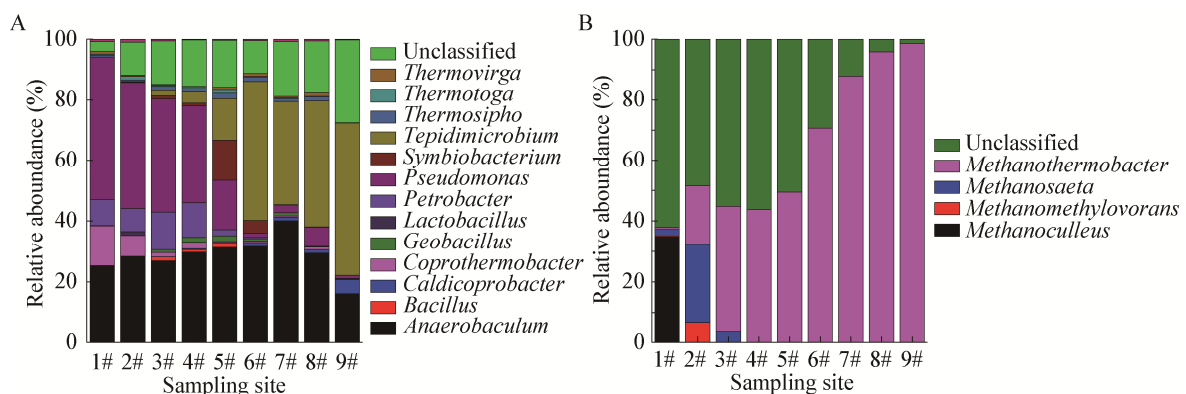 A
Relative aboundance (%)
100
80
60
40
20
0
1# 2# 3# 4# 5# 6# 7# 8# 9#
Sampling site
Unclassified
Thermovirga
Thermotoga
Thermosipho
Tepidimicrobium
Symbiobacterium
Pseudomonas
Petrobacter
Lactobacillus
Geobacillus
Coprothermobacter
Caldicoprobacter
Bacillus
Anaerobaculum
B
Relative aboundance (%)
100
80
60
40
20
0
1# 2# 3# 4# 5# 6# 7# 8# 9#
Sampling site
Unclassified
Methanothermobacter
Methanosaeta
Methanomethylovorans
Methanoculleus